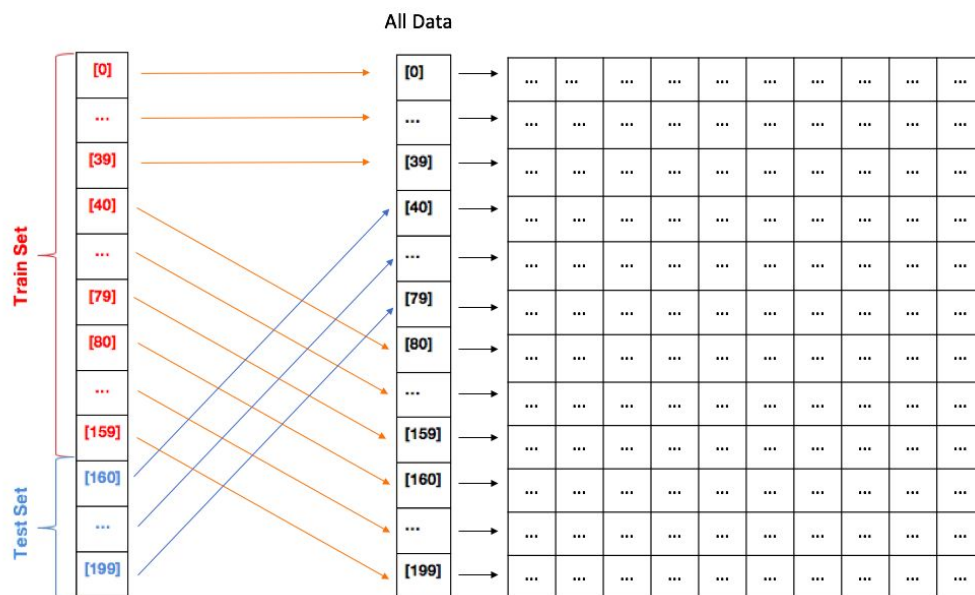 All Data
Train Set
Test Set
[0] [0] ... ... ... ... ... ... ... ... ... ...
... ... ... ... ... ... ... ... ... ... ... ...
[39] [39] ... ... ... ... ... ... ... ... ... ...
[40] [40] ... ... ... ... ... ... ... ... ... ...
... ... ... ... ... ... ... ... ... ... ... ...
[79] [79] ... ... ... ... ... ... ... ... ... ...
[80] [80] ... ... ... ... ... ... ... ... ... ...
... ... ... ... ... ... ... ... ... ... ... ...
[159] [159] ... ... ... ... ... ... ... ... ... ...
[160] [160] ... ... ... ... ... ... ... ... ... ...
... ... ... ... ... ... ... ... ... ... ... ...
[199] [199] ... ... ... ... ... ... ... ... ... ...